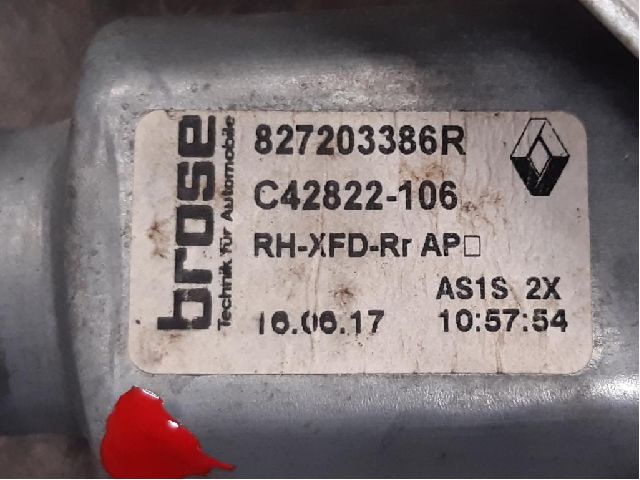 brose
Technik für Automobile
827203386R
C42822-106
RH-XFD-Rr AP□
AS1S 2X
16.06.17 10:57:54